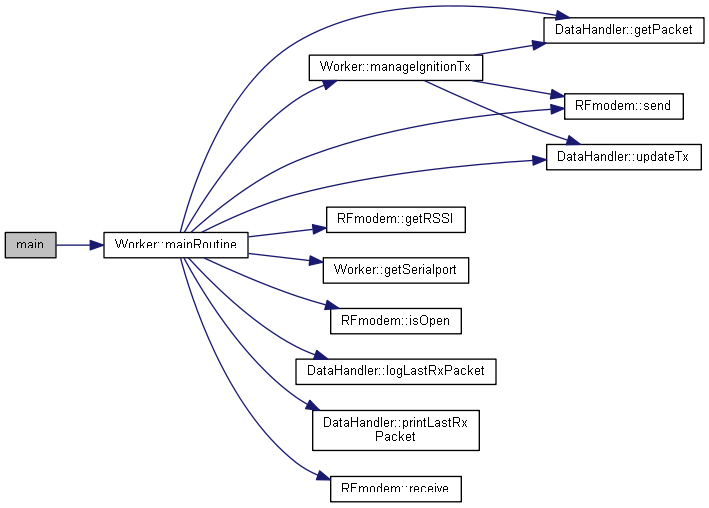 DataHandler::getPacket
Worker::manageIgnitionTx
RFmodem::send
DataHandler::updateTx
RFmodem::getRSSI
main
Worker::mainRoutine
Worker::getSerialport
RFmodem::isOpen
DataHandler::logLastRxPacket
DataHandler::printLastRx
Packet
RFmodem::receive